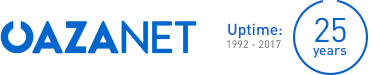 OAZANET
Uptime:
1992 - 2017
25
years